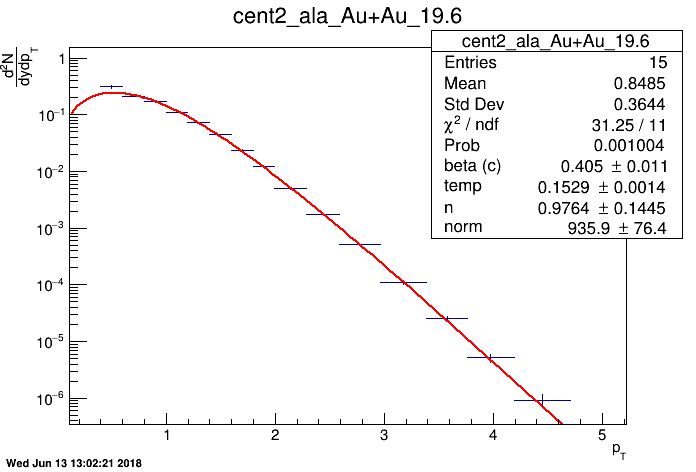 cent2_ala_Au+Au_19.6
d²N
dydp_T
cent2_ala_Au+Au_19.6
Entries 15
Mean 0.8485
Std Dev 0.3644
χ² / ndf 31.25 / 11
Prob 0.001004
beta (c) 0.405 ± 0.011
temp 0.1529 ± 0.0014
n 0.9764 ± 0.1445
norm 935.9 ± 76.4
1
10⁻¹
10⁻²
10⁻³
10⁻⁴
10⁻⁵
10⁻⁶
1 2 3 4 5
p_T
Wed Jun 13 13:02:21 2018